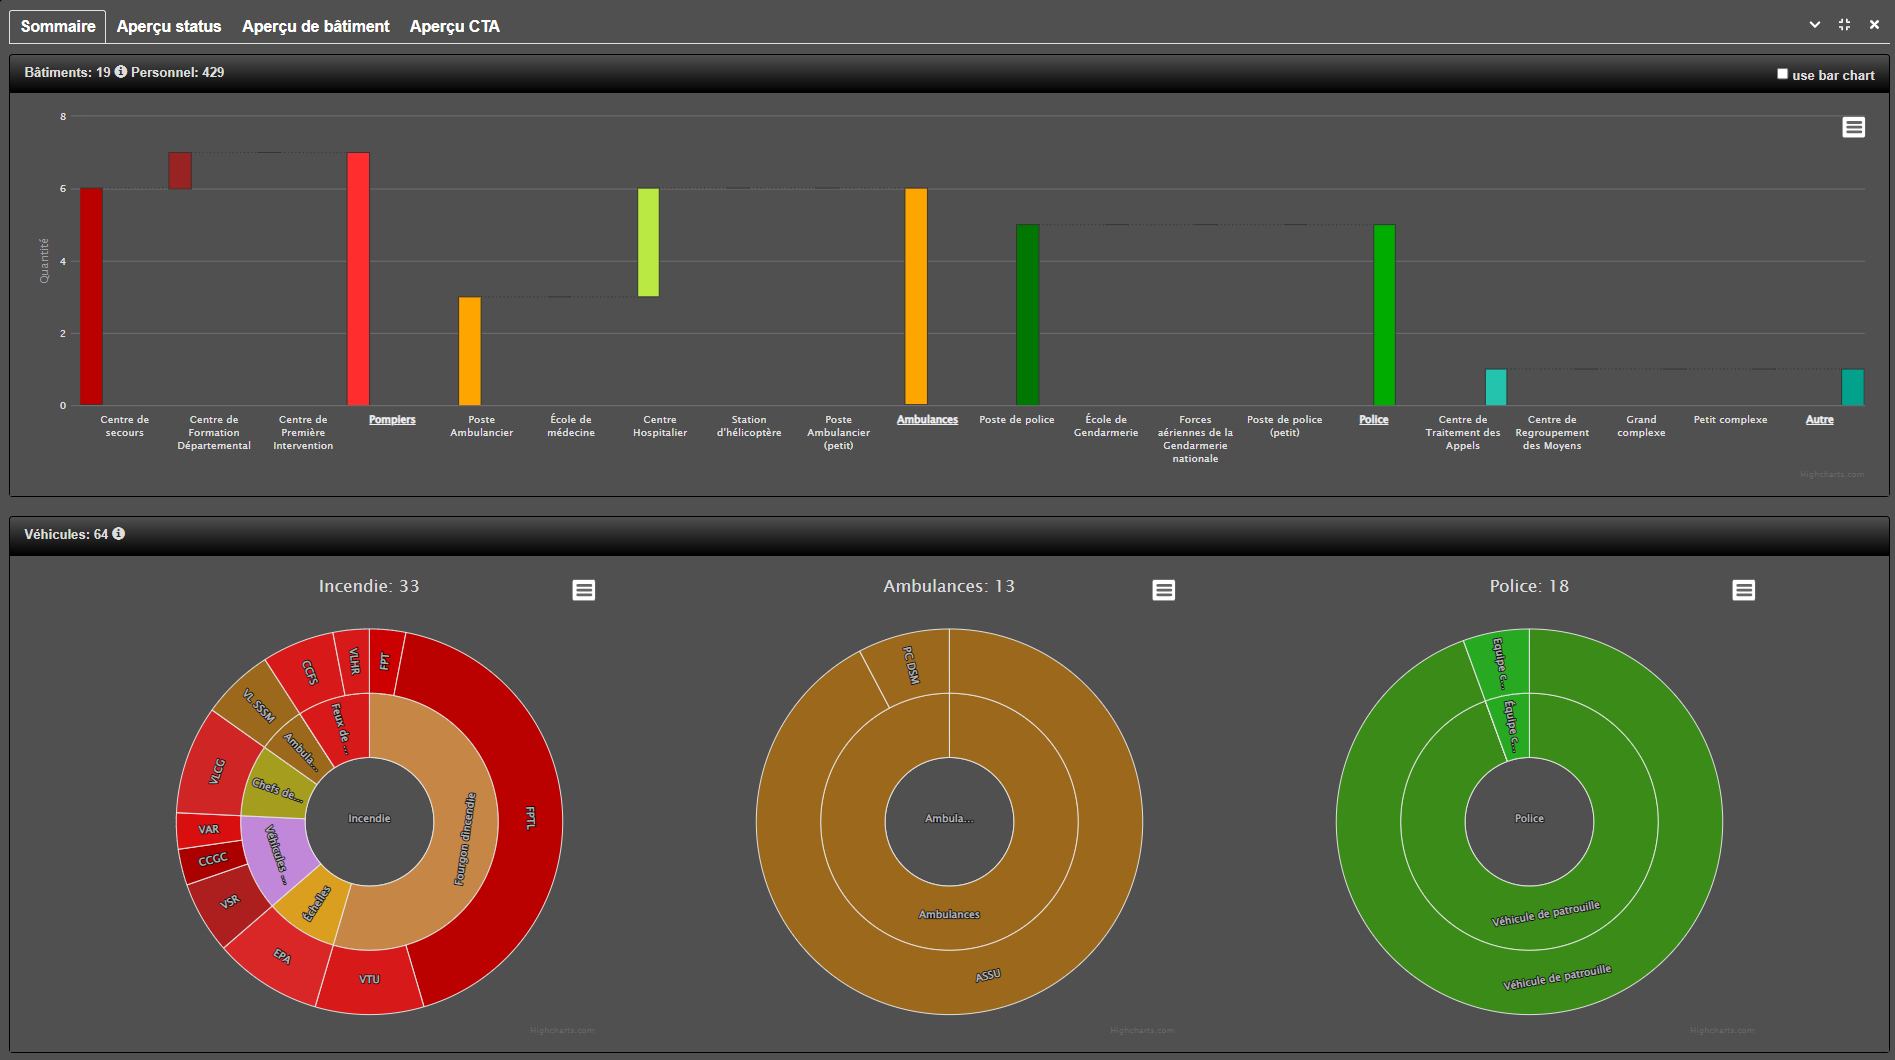 Sommaire Aperçu status Aperçu de bâtiment Aperçu CTA
Bâtiments: 19 Personnel: 429
use bar chart
Quantité
8
6
4
2
0
Centre de
secours
Centre de
Formation
Départemental
Centre de
Première
Intervention
Pompiers
Poste
Ambulancier
École de
médecine
Centre
Hospitalier
Station
d'hélicoptère
Poste
Ambulancier
(petit)
Ambulances
Poste de police
École de
Gendarmerie
Forces
aériennes de la
Gendarmerie
nationale
Poste de police
(petit)
Police
Centre de
Traitement des
Appels
Centre de
Regroupement
des Moyens
Grand
complexe
Petit complexe
Autre
Highcharts.com
Véhicules: 64
Incendie: 33
FPT
FPTL
VTU
EPA
VSR
CCGC
VAR
VLCG
VL SSSM
CCFS
VLHR
Fourgon dincendie
Échelles
Véhicules ...
Chefs de...
Ambula...
Feux de ...
Incendie
Highcharts.com
Ambulances: 13
PC DSM
Ambula...
Ambulances
ASSU
Highcharts.com
Police: 18
Équipe c...
Équipe c...
Police
Véhicule de patrouille
Véhicule de patrouille
Highcharts.com